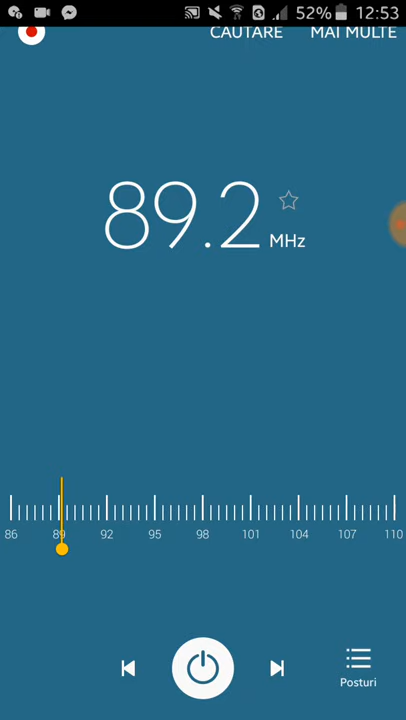 52% 12:53
CAUTARE MAI MULTE
89.2 MHz
86 89 92 95 98 101 104 107 110
Posturi